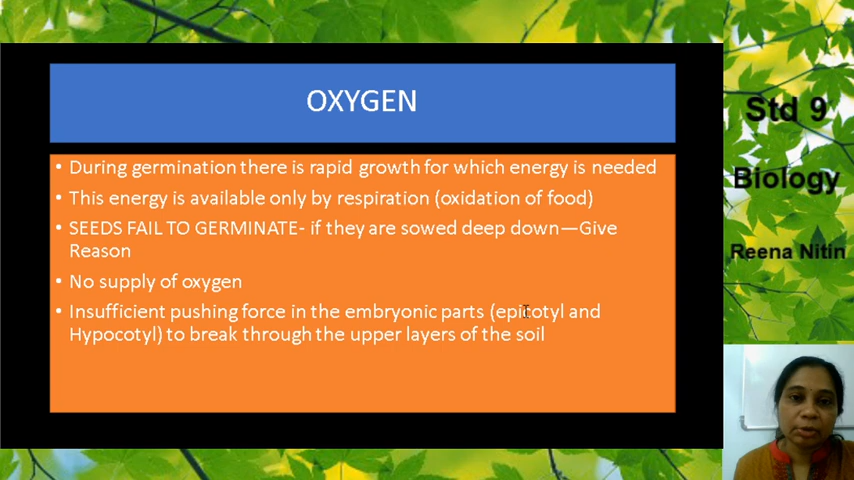 OXYGEN
• During germination there is rapid growth for which energy is needed
• This energy is available only by respiration (oxidation of food)
• SEEDS FAIL TO GERMINATE- if they are sowed deep down—Give
Reason
• No supply of oxygen
• Insufficient pushing force in the embryonic parts (epicotyl and
Hypocotyl) to break through the upper layers of the soil
Std 9
Biology
Reena Nitin